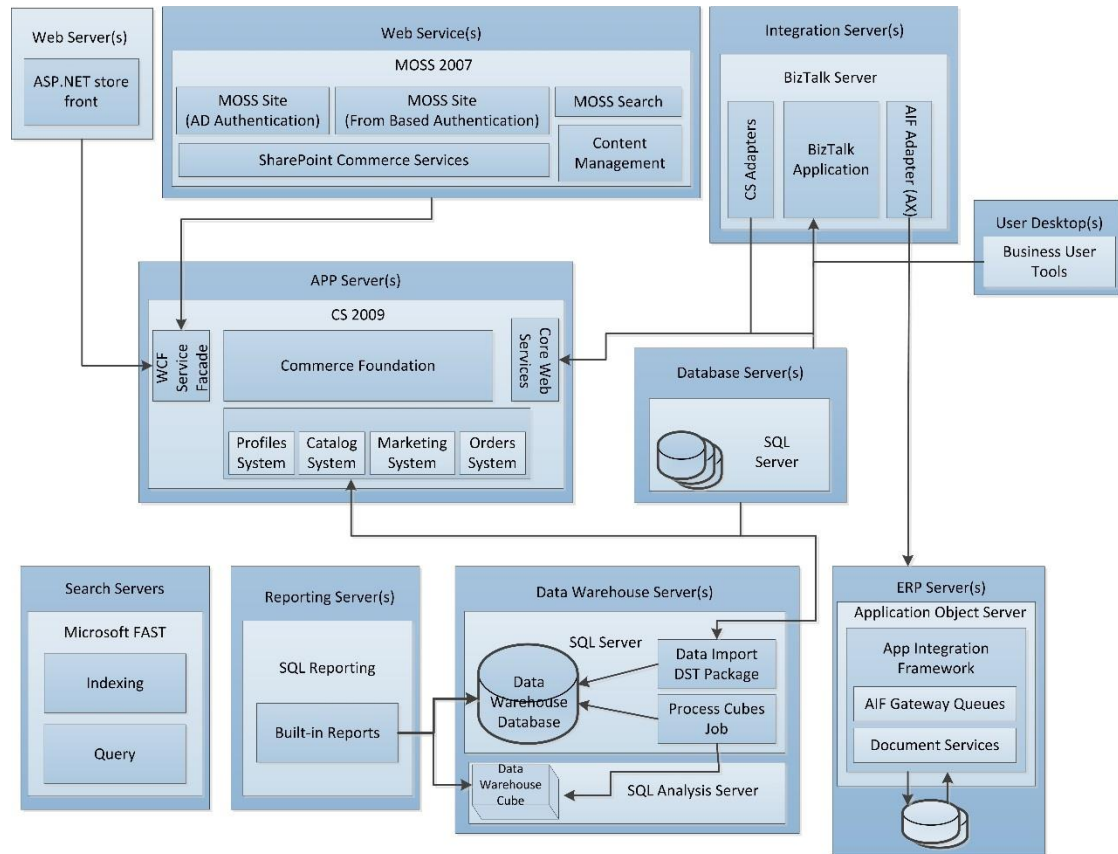 Web Server(s)
ASP.NET store
front
Web Service(s)
MOSS 2007
MOSS Site
(AD Authentication)
MOSS Site
(From Based Authentication)
MOSS Search
Content
Management
SharePoint Commerce Services
Integration Server(s)
BizTalk Server
CS Adapters
BizTalk
Application
AIF Adapter (AX)
User Desktop(s)
Business User
Tools
APP Server(s)
CS 2009
WCF
Service
Facade
Commerce Foundation
Core Web
Services
Profiles
System
Catalog
System
Marketing
System
Orders
System
Database Server(s)
SQL
Server
Search Servers
Microsoft FAST
Indexing
Query
Reporting Server(s)
SQL Reporting
Built-in Reports
Data Warehouse Server(s)
SQL Server
Data
Warehouse
Database
Data Import
DST Package
Process Cubes
Job
Data
Warehouse
Cube
SQL Analysis Server
ERP Server(s)
Application Object Server
App Integration
Framework
AIF Gateway Queues
Document Services